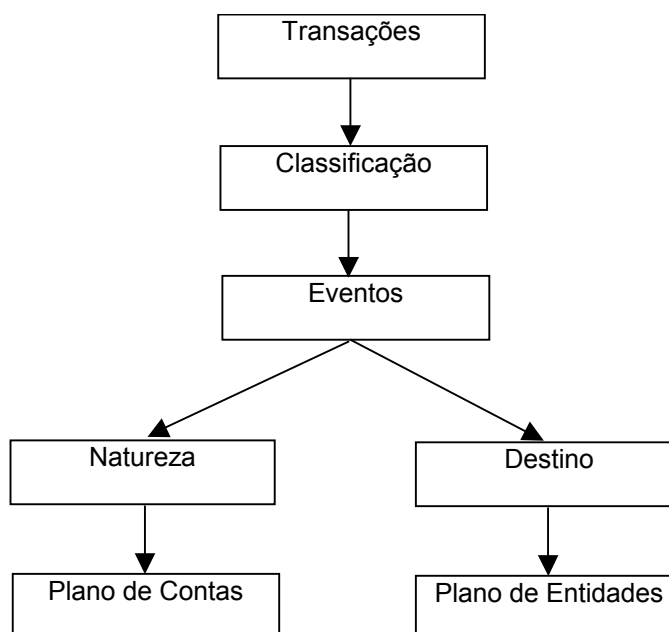 Transações
Classificação
Eventos
Natureza
Destino
Plano de Contas
Plano de Entidades